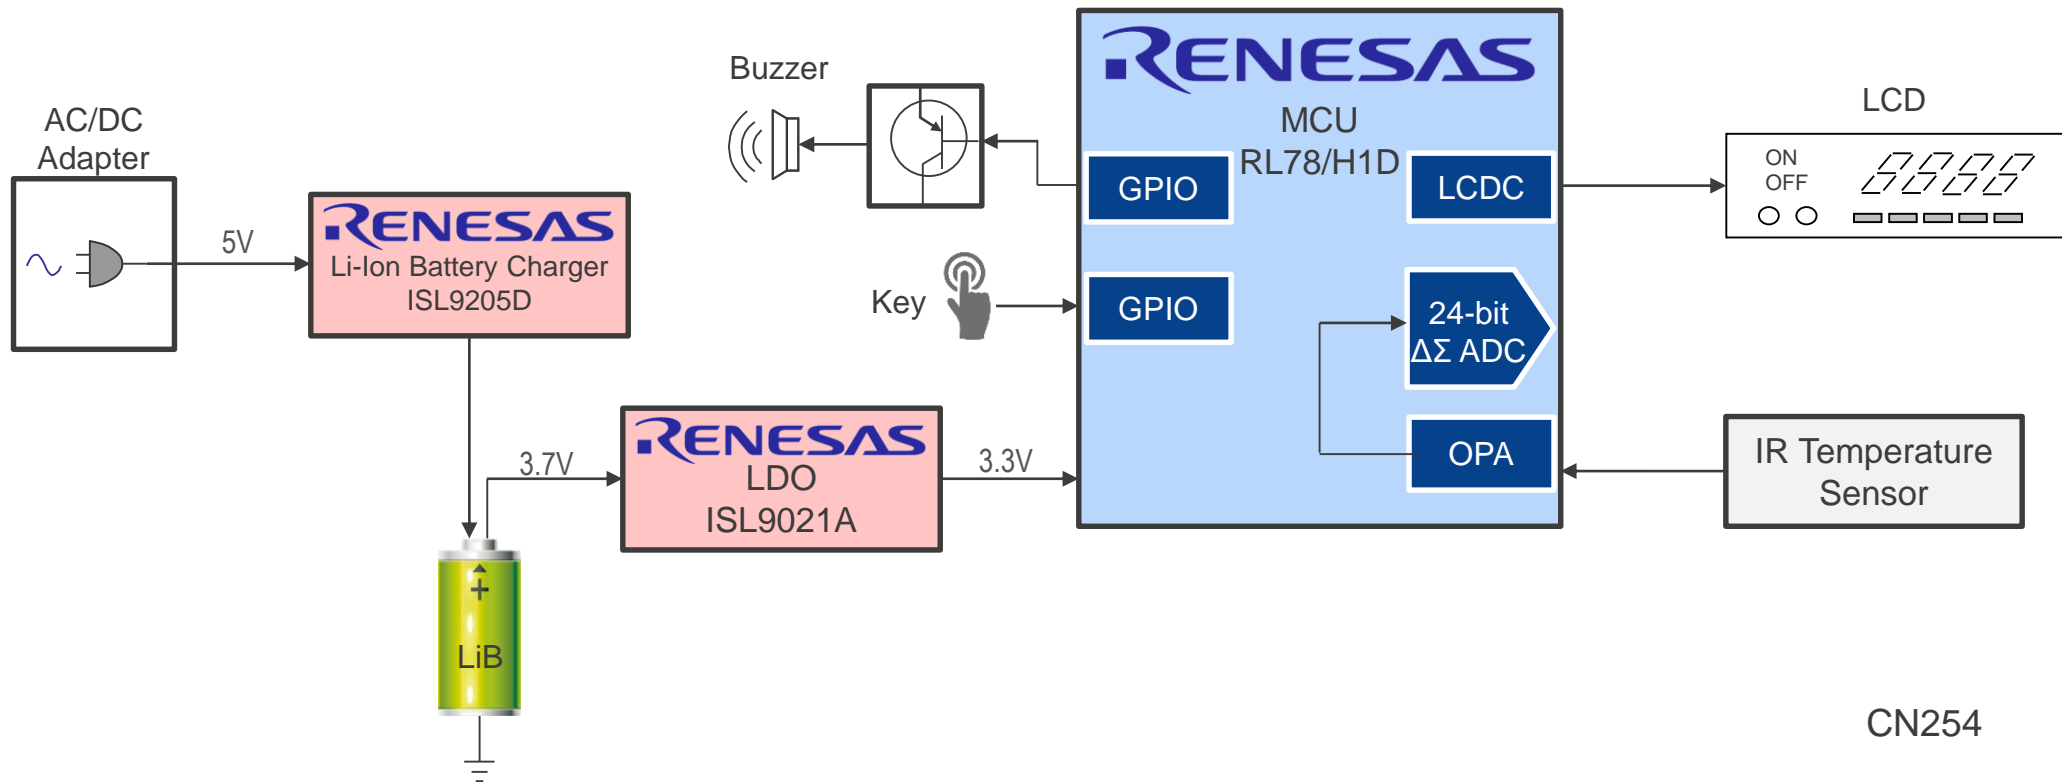 AC/DC
Adapter
5V
RENESAS
Li-Ion Battery Charger
ISL9205D
+
LiB
3.7V
RENESAS
LDO
ISL9021A
3.3V
Buzzer
Key
RENESAS
MCU
RL78/H1D
GPIO
GPIO
LCDC
24-bit
ΔΣ ADC
OPA
LCD
ON
OFF
8888
IR Temperature
Sensor
CN254